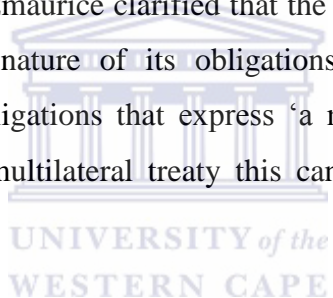 maurice clarified that the
nature of its obligations
igations that express ‘a r
multilateral treaty this can
UNIVERSITY of the
WESTERN CAPE